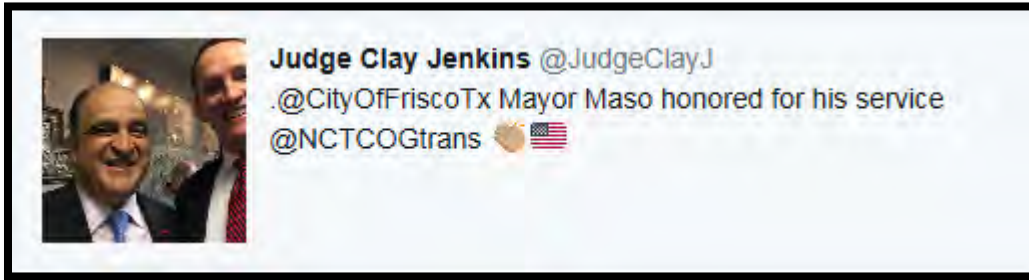 Judge Clay Jenkins @JudgeClayJ
.@CityOfFriscoTx Mayor Maso honored for his service
@NCTCOGtrans 👏🏼🇺🇸